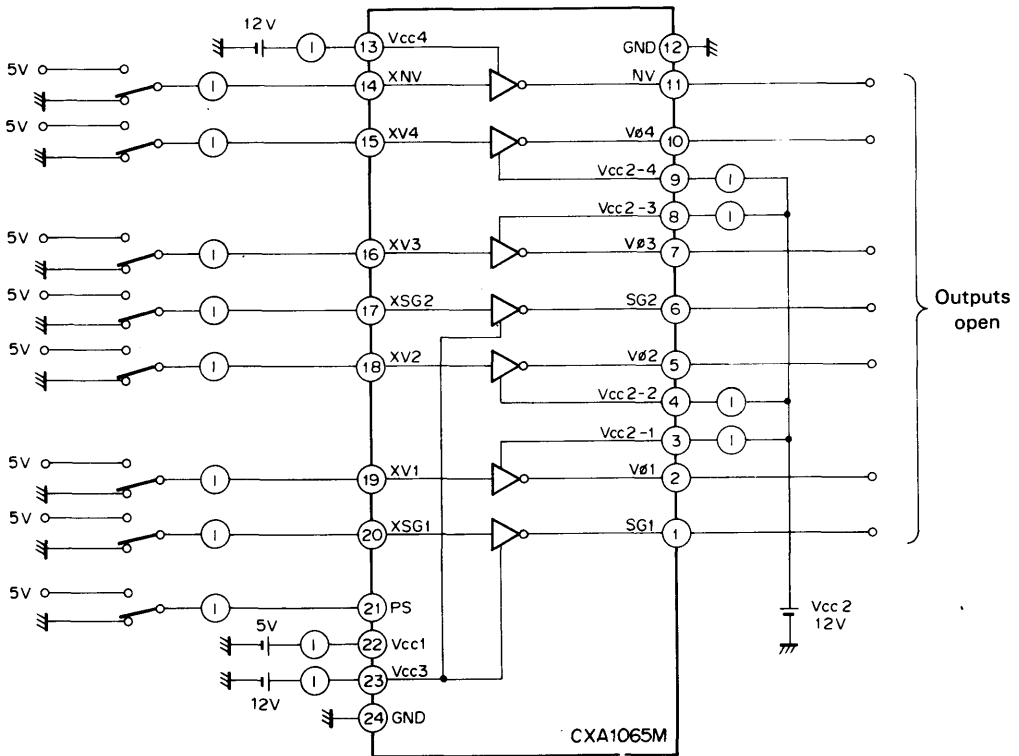 12V
I
13
Vcc4
GND
12
5V
I
14
XNV
NV
11
5V
I
15
XV4
Vø4
10
Vcc2-4
9
I
Vcc2-3
8
I
5V
I
16
XV3
Vø3
7
5V
I
17
XSG2
SG2
6
Outputs
open
5V
I
18
XV2
Vø2
5
Vcc2-2
4
I
Vcc2-1
3
I
5V
I
19
XV1
Vø1
2
5V
I
20
XSG1
SG1
1
5V
I
21
PS
5V
I
22
Vcc1
I
12V
23
Vcc3
24
GND
Vcc2
12V
CXA1065M